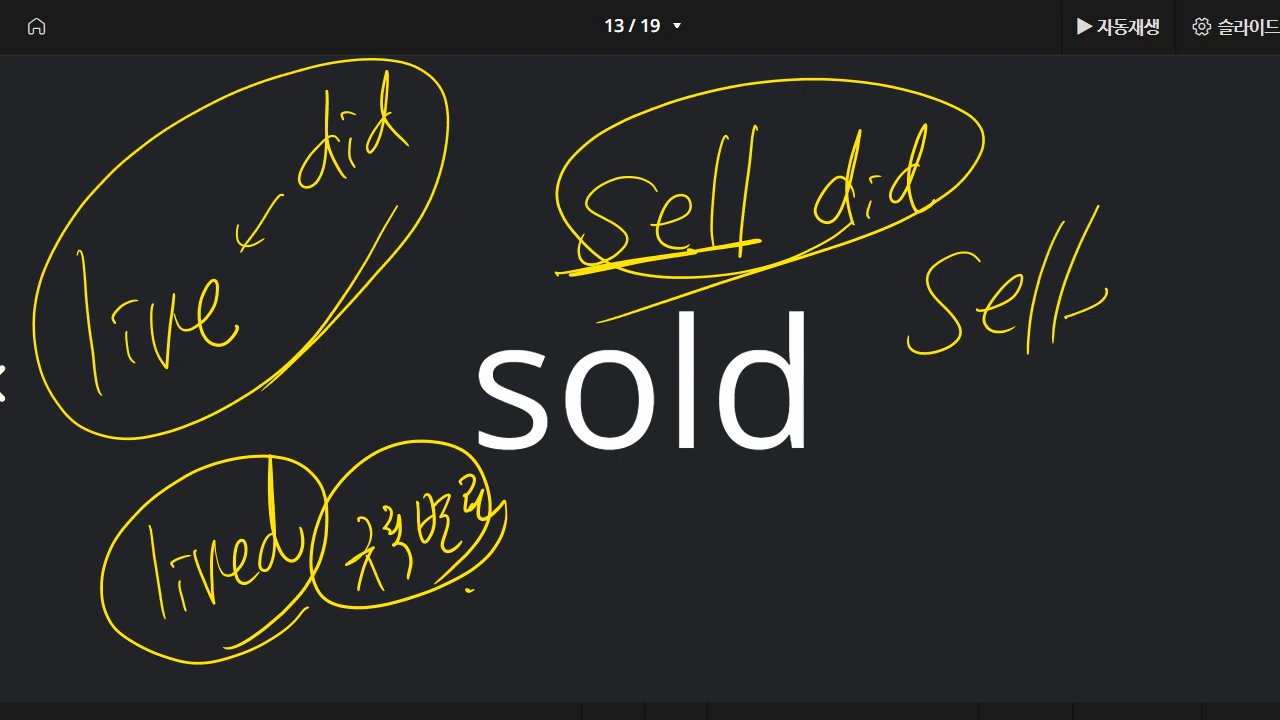 13 / 19
▶ 자동재생
슬라이드
did
live
sell did
sell
sold
lived
규칙변화